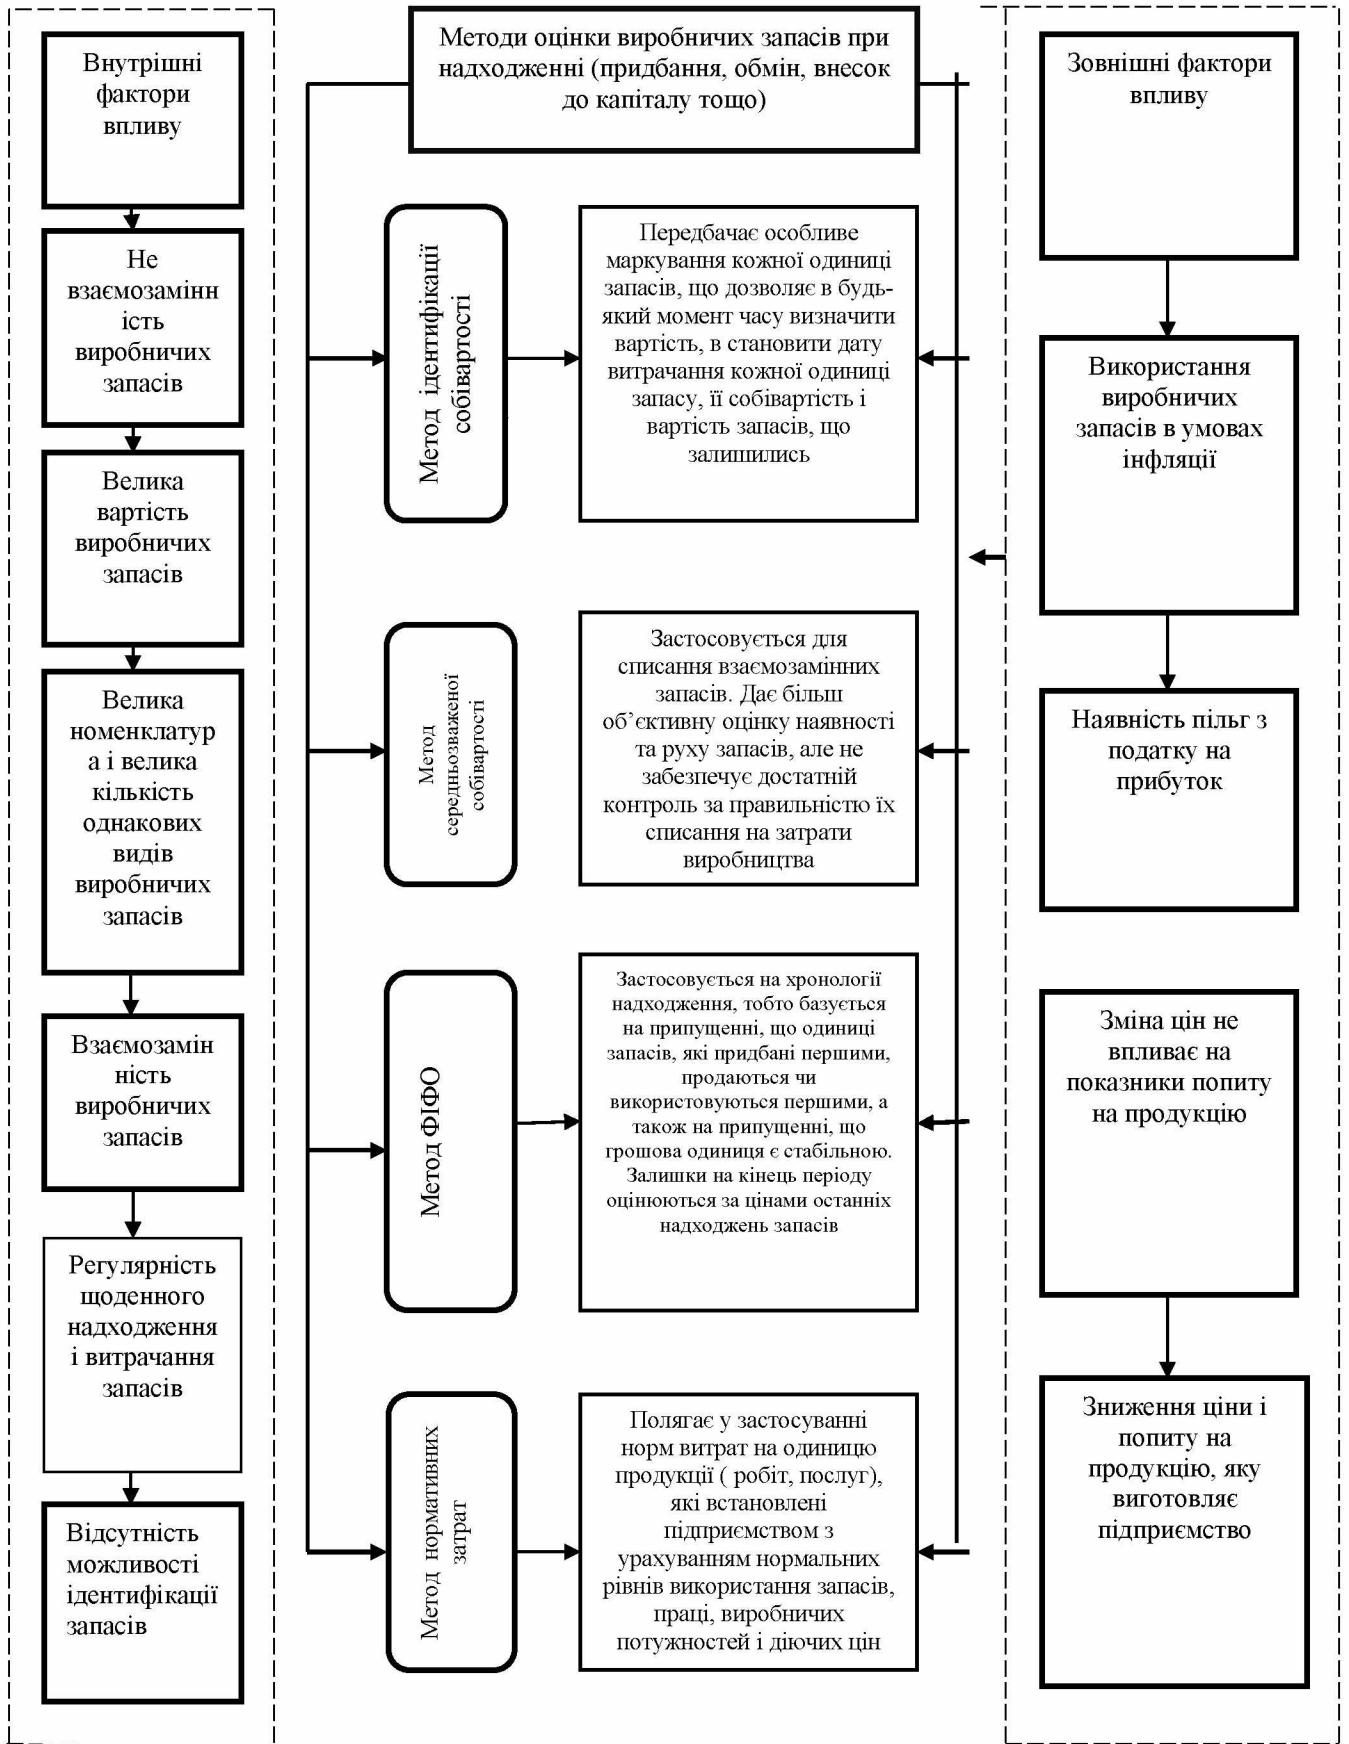 Внутрішні
фактори
впливу
Не
взаємозамінн
ість
виробничих
запасів
Велика
вартість
виробничих
запасів
Велика
номенклатур
а і велика
кількість
однакових
видів
виробничих
запасів
Взаємозамін
ність
виробничих
запасів
Регулярність
щоденного
надходження
і витрачання
запасів
Відсутність
можливості
ідентифікації
запасів
Методи оцінки виробничих запасів при
надходженні (придбання, обмін, внесок
до капіталу тощо)
Метод ідентифікації
собівартості
Передбачає особливе
маркування кожної одиниці
запасів, що дозволяє в будь-
який момент часу визначити
вартість, в становити дату
витрачання кожної одиниці
запасу, її собівартість і
вартість запасів, що
залишились
Метод
середньозваженої
собівартості
Застосовується для
списання взаємозамінних
запасів. Дає більш
об’єктивну оцінку наявності
та руху запасів, але не
забезпечує достатній
контроль за правильністю їх
списання на затрати
виробництва
Метод ФІФО
Застосовується на хронології
надходження, тобто базується
на припущенні, що одиниці
запасів, які придбані першими,
продаються чи
використовуються першими, а
також на припущенні, що
грошова одиниця є стабільною.
Залишки на кінець періоду
оцінюються за цінами останніх
надходжень запасів
Метод нормативних
затрат
Полягає у застосуванні
норм витрат на одиницю
продукції ( робіт, послуг),
які встановлені
підприємством з
урахуванням нормальних
рівнів використання запасів,
праці, виробничих
потужностей і діючих цін
Зовнішні фактори
впливу
Використання
виробничих
запасів в умовах
інфляції
Наявність пільг з
податку на
прибуток
Зміна цін не
впливає на
показники попиту
на продукцію
Зниження ціни і
попиту на
продукцію, яку
виготовляє
підприємство